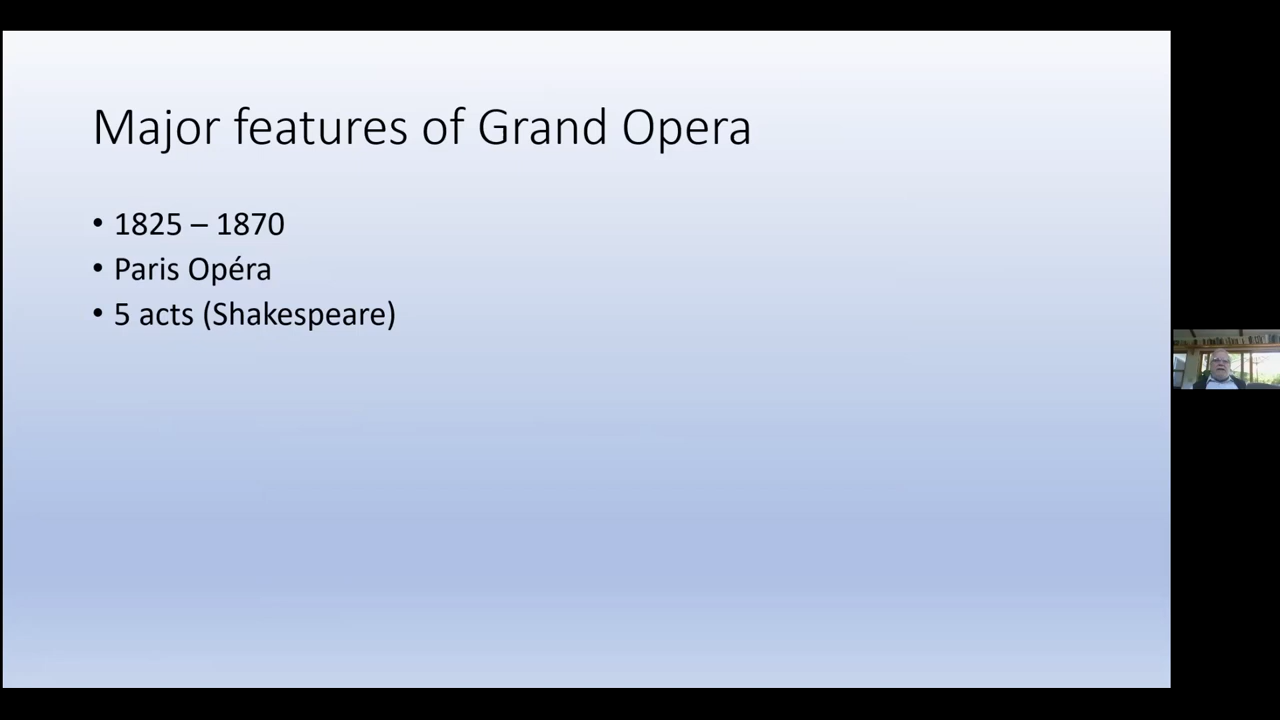 Major features of Grand Opera
• 1825 – 1870
• Paris Opéra
• 5 acts (Shakespeare)